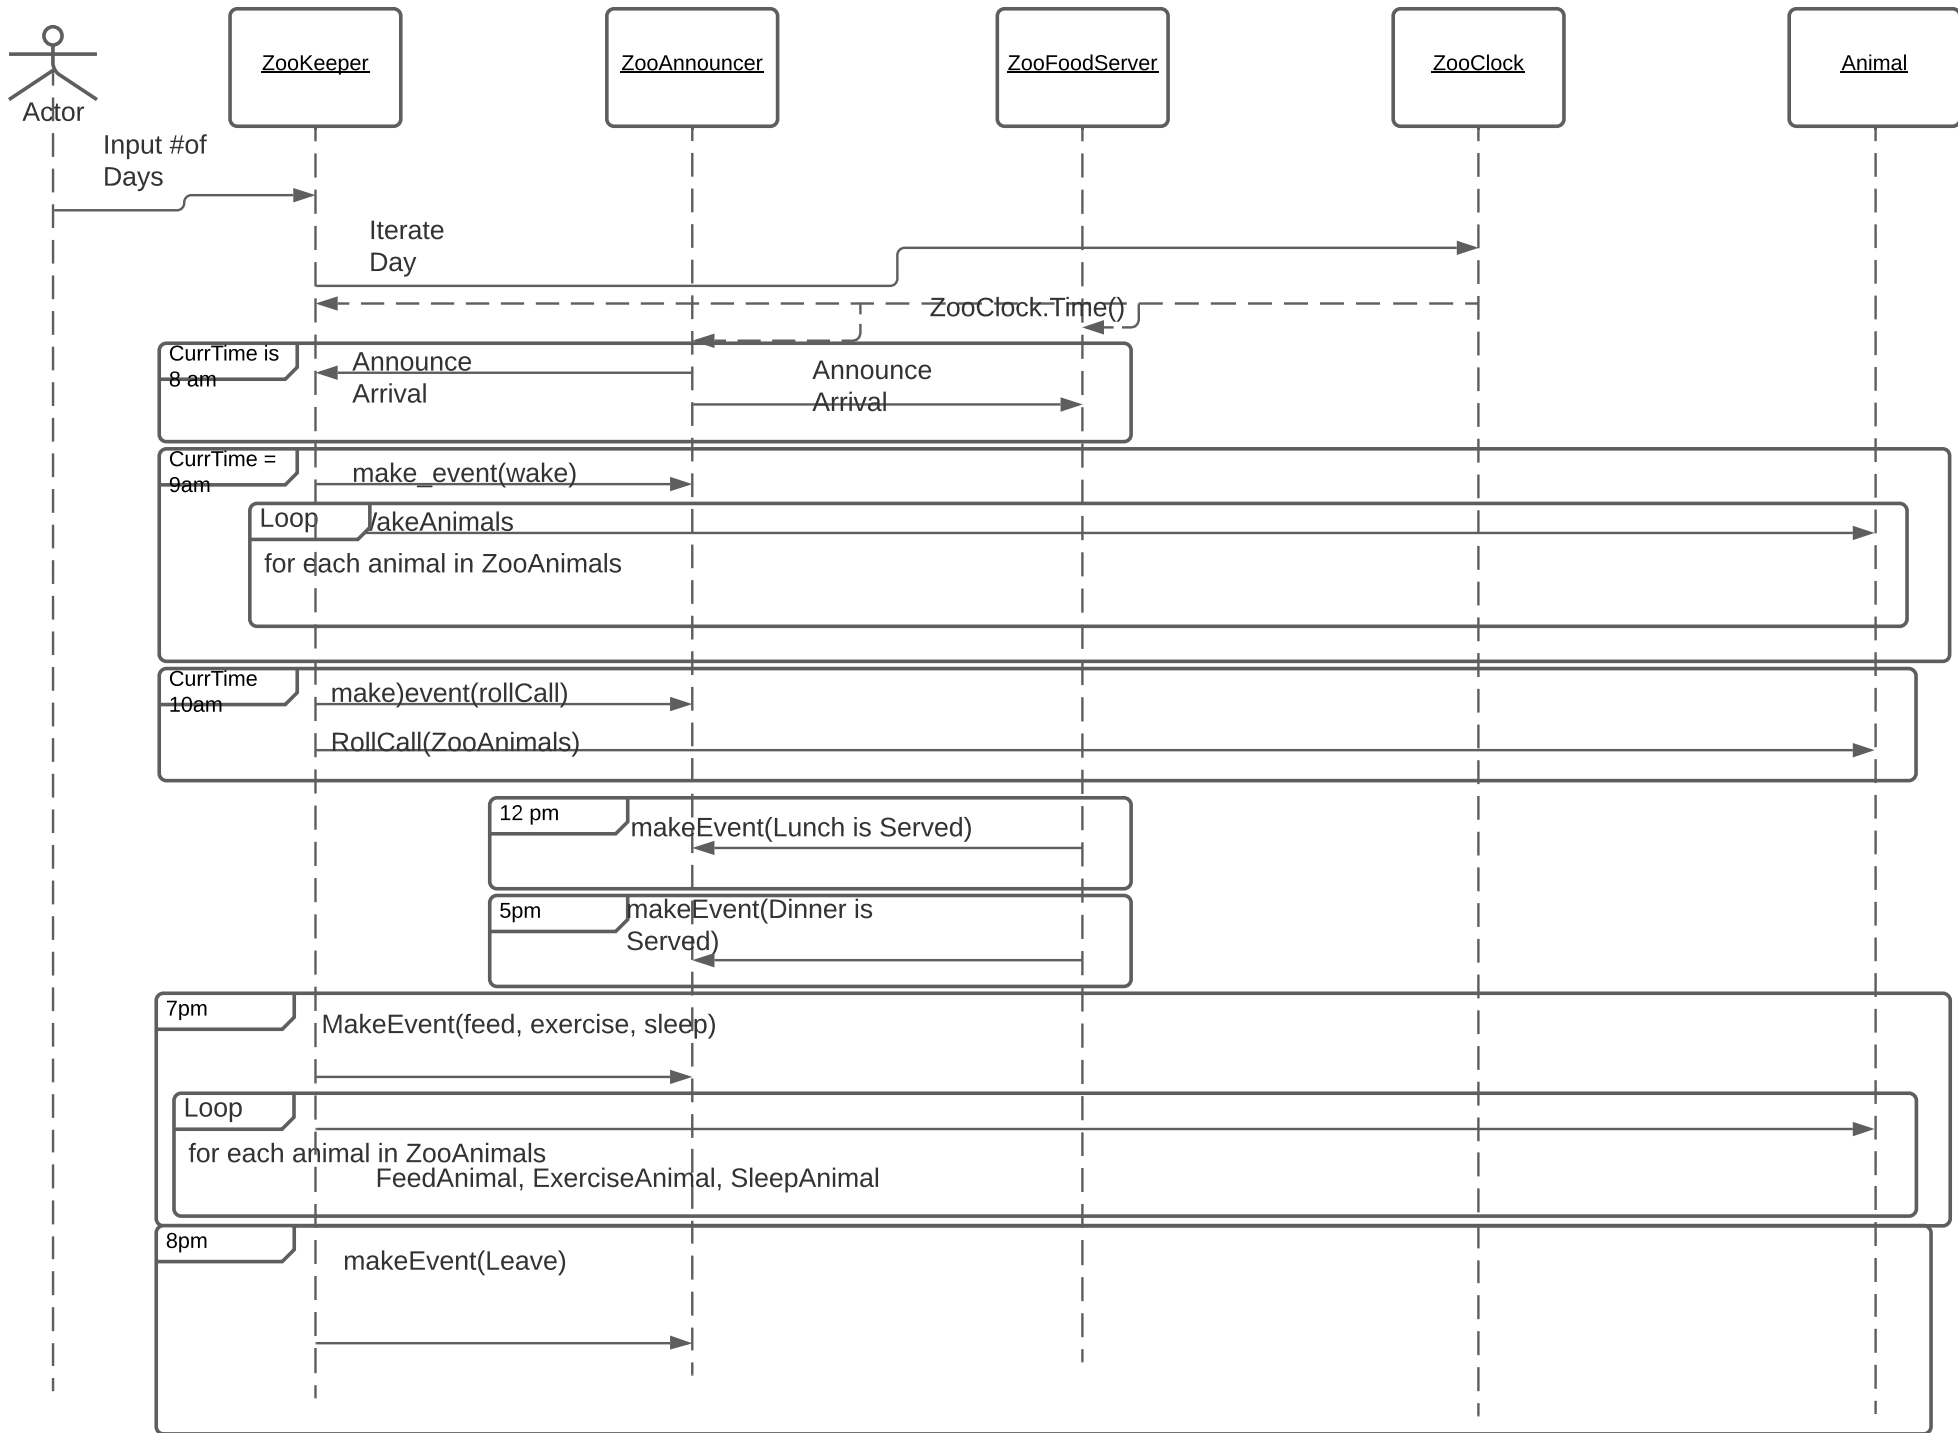 Actor
ZooKeeper
ZooAnnouncer
ZooFoodServer
ZooClock
Animal
Input #of
Days
Iterate
Day
ZooClock.Time()
CurrTime is
8 am
Announce
Arrival
Announce
Arrival
CurrTime =
9am
make_event(wake)
Loop
/akeAnimals
for each animal in ZooAnimals
CurrTime
10am
make)event(rollCall)
RollCall(ZooAnimals)
12 pm
makeEvent(Lunch is Served)
5pm
makeEvent(Dinner is
Served)
7pm
MakeEvent(feed, exercise, sleep)
Loop
for each animal in ZooAnimals
FeedAnimal, ExerciseAnimal, SleepAnimal
8pm
makeEvent(Leave)